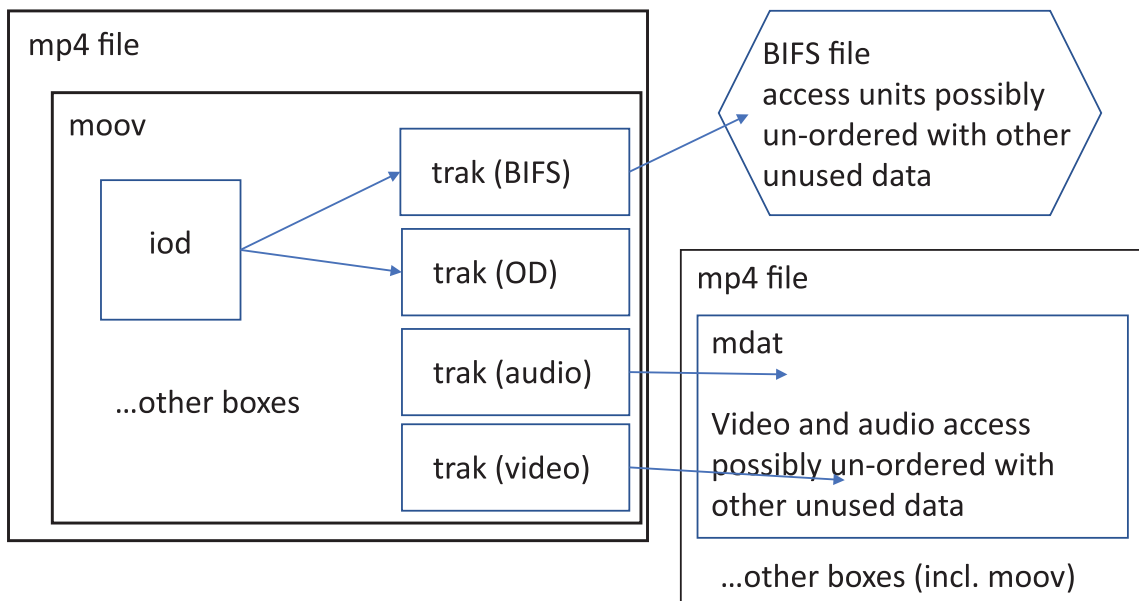 mp4 file
moov
iod
...other boxes
trak (BIFS)
trak (OD)
trak (audio)
trak (video)
BIFS file
access units possibly
un-ordered with other
unused data
mp4 file
mdat
Video and audio access
possibly un-ordered with
other unused data
...other boxes (incl. moov)